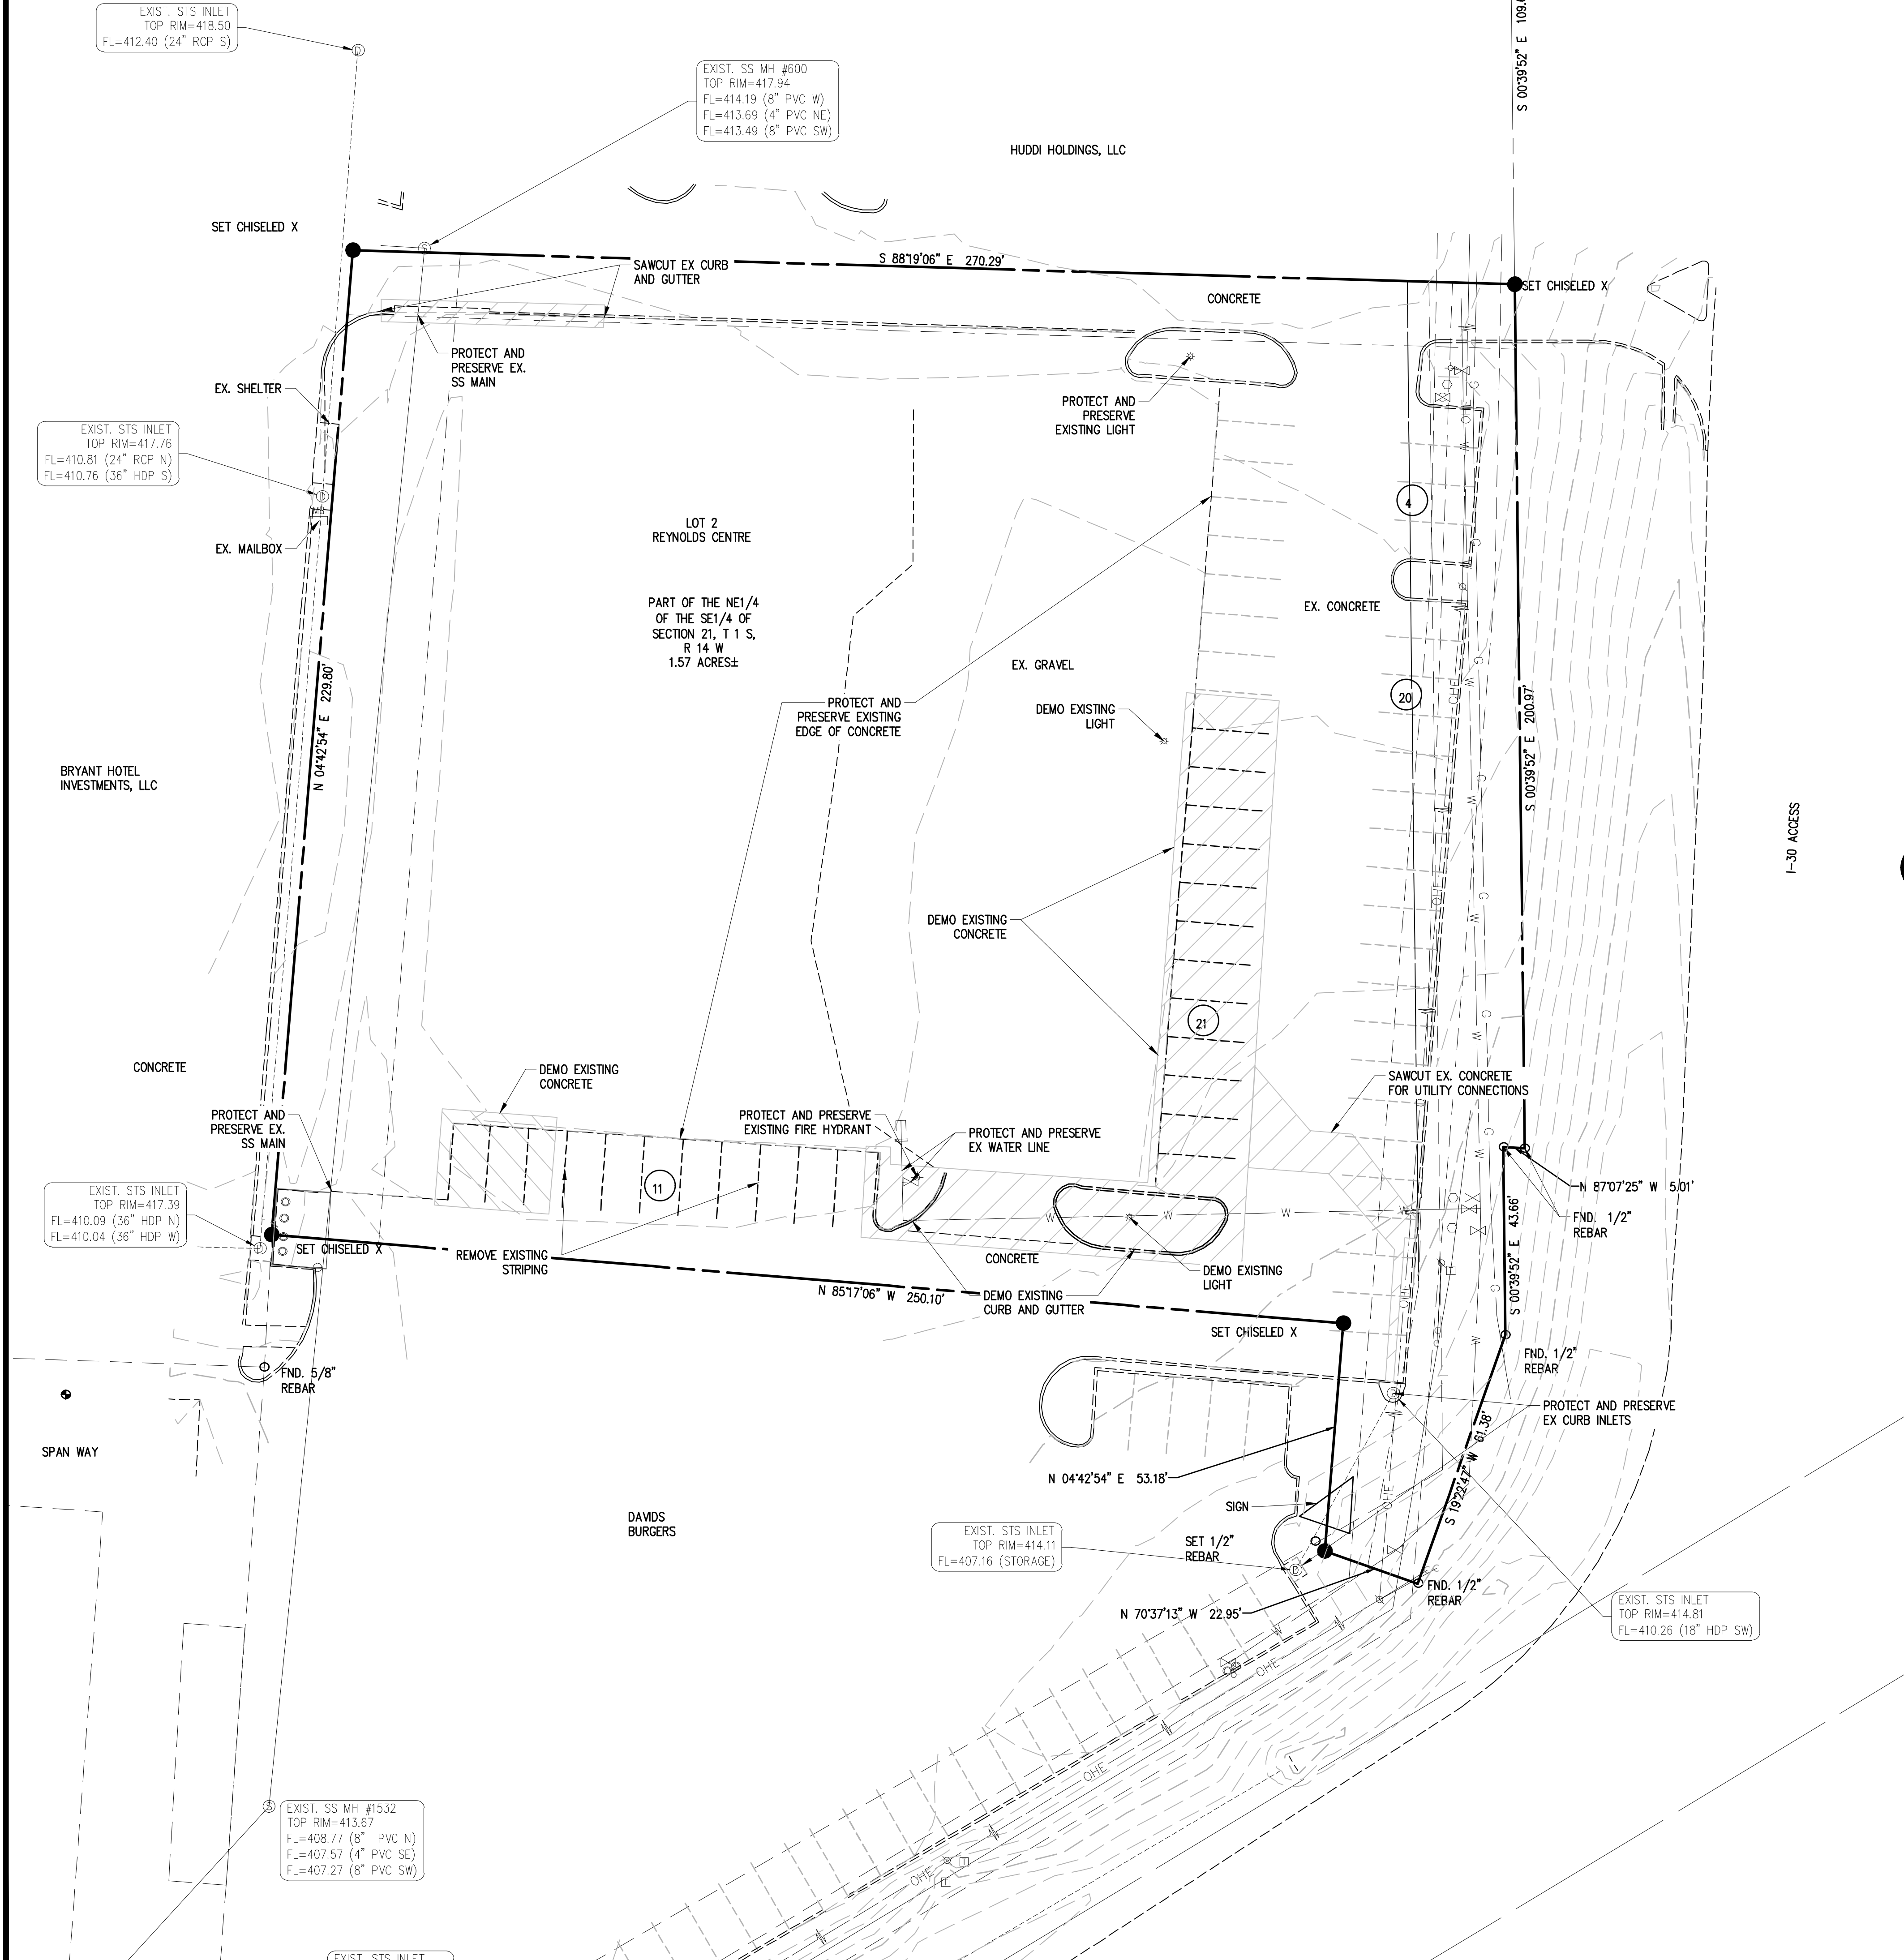 EXIST. STS INLET
TOP RIM=418.50
FL=412.40 (24" RCP S)
EXIST. SS MH #600
TOP RIM=417.94
FL=414.19 (8" PVC W)
FL=413.69 (4" PVC NE)
FL=413.49 (8" PVC SW)
S 00°39'52" E
HUDDI HOLDINGS, LLC
SET CHISELED X
S 88°19'06" E 270.29'
SAWCUT EX CURB
AND GUTTER
CONCRETE
SET CHISELED X
PROTECT AND
PRESERVE EX.
SS MAIN
EX. SHELTER
PROTECT AND
PRESERVE
EXISTING LIGHT
EXIST. STS INLET
TOP RIM=417.76
FL=410.81 (24" RCP N)
FL=410.76 (36" HDP S)
EX. MAILBOX
LOT 2
REYNOLDS CENTRE
4
PART OF THE NE1/4
OF THE SE1/4 OF
SECTION 21, T 1 S,
R 14 W
1.57 ACRES±
EX. CONCRETE
EX. GRAVEL
N 04°42'54" E 229.80'
PROTECT AND
PRESERVE EXISTING
EDGE OF CONCRETE
DEMO EXISTING
LIGHT
20
S 00°39'52" E 200.97'
BRYANT HOTEL
INVESTMENTS, LLC
I-30 ACCESS
DEMO EXISTING
CONCRETE
21
CONCRETE
DEMO EXISTING
CONCRETE
SAWCUT EX. CONCRETE
FOR UTILITY CONNECTIONS
PROTECT AND
PRESERVE EX.
SS MAIN
PROTECT AND PRESERVE
EXISTING FIRE HYDRANT
PROTECT AND PRESERVE
EX WATER LINE
11
N 87°07'25" W 5.01'
FND. 1/2"
REBAR
EXIST. STS INLET
TOP RIM=417.39
FL=410.09 (36" HDP N)
FL=410.04 (36" HDP W)
SET CHISELED X
REMOVE EXISTING
STRIPING
CONCRETE
DEMO EXISTING
LIGHT
S 00°39'52" E 43.66'
N 85°17'06" W 250.10'
DEMO EXISTING
CURB AND GUTTER
SET CHISELED X
FND. 1/2"
REBAR
FND. 5/8"
REBAR
PROTECT AND PRESERVE
EX CURB INLETS
SPAN WAY
S 19°22'47" W 61.38'
N 04°42'54" E 53.18'
SIGN
DAVIDS
BURGERS
EXIST. STS INLET
TOP RIM=414.11
FL=407.16 (STORAGE)
SET 1/2"
REBAR
FND. 1/2"
REBAR
N 70°37'13" W 22.95'
EXIST. STS INLET
TOP RIM=414.81
FL=410.26 (18" HDP SW)
OHE
OHE
OHE
EXIST. SS MH #1532
TOP RIM=413.67
FL=408.77 (8" PVC N)
FL=407.57 (4" PVC SE)
FL=407.27 (8" PVC SW)
EXIST. STS INLET